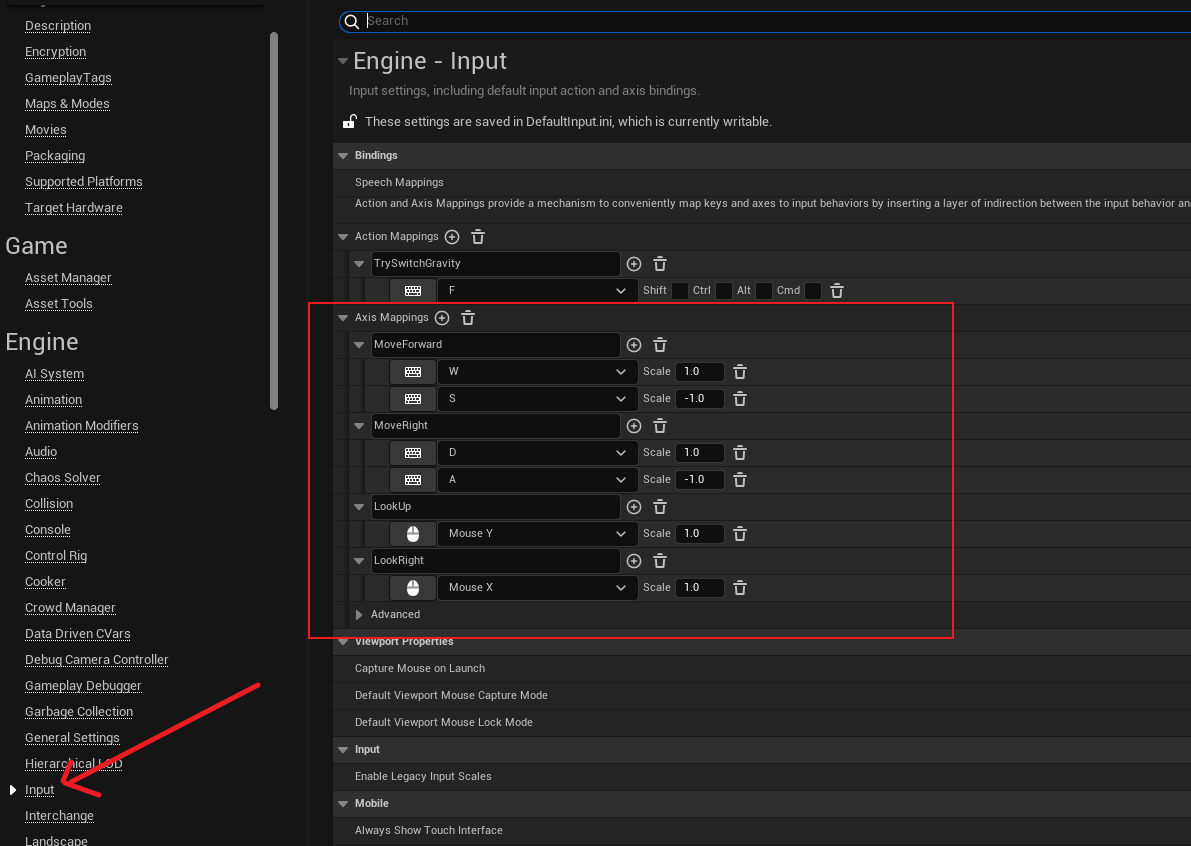 Description
Encryption
GameplayTags
Maps & Modes
Movies
Packaging
Supported Platforms
Target Hardware
Game
Asset Manager
Asset Tools
Engine
AI System
Animation
Animation Modifiers
Audio
Chaos Solver
Collision
Console
Control Rig
Cooker
Crowd Manager
Data Driven CVars
Debug Camera Controller
Gameplay Debugger
Garbage Collection
General Settings
Hierarchical LOD
Input
Interchange
Landscape
Search
Engine - Input
Input settings, including default input action and axis bindings.
These settings are saved in DefaultInput.ini, which is currently writable.
Bindings
Speech Mappings
Action and Axis Mappings provide a mechanism to conveniently map keys and axes to input behaviors by inserting a layer of indirection between the input behavior and
Action Mappings
TrySwitchGravity
F Shift Ctrl Alt Cmd
Axis Mappings
MoveForward
W Scale 1.0
S Scale -1.0
MoveRight
D Scale 1.0
A Scale -1.0
LookUp
Mouse Y Scale 1.0
LookRight
Mouse X Scale 1.0
Advanced
Viewport Properties
Capture Mouse on Launch
Default Viewport Mouse Capture Mode
Default Viewport Mouse Lock Mode
Input
Enable Legacy Input Scales
Mobile
Always Show Touch Interface